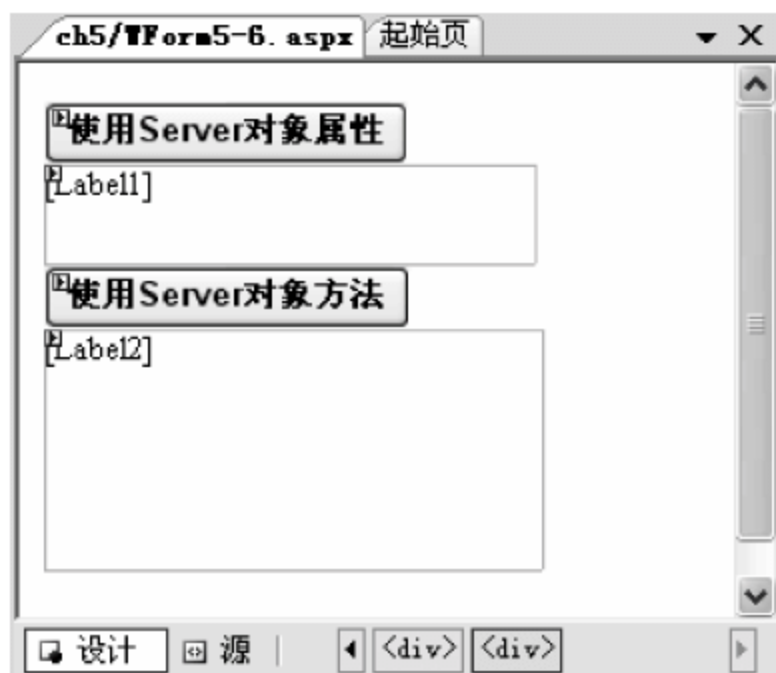 ch5/WForm5-6.aspx 起始页
使用Server对象属性
[Label1]
使用Server对象方法
[Label2]
设计 源 <div> <div>